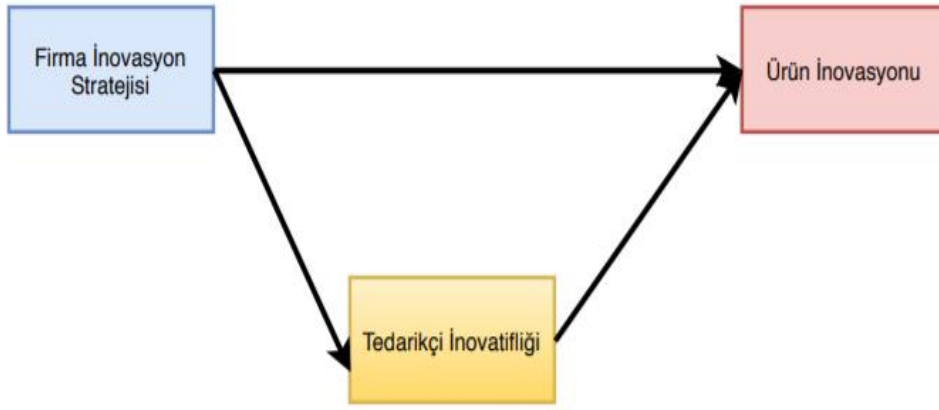 Firma İnovasyon
Stratejisi
Ürün İnovasyonu
Tedarikçi İnovatifliği